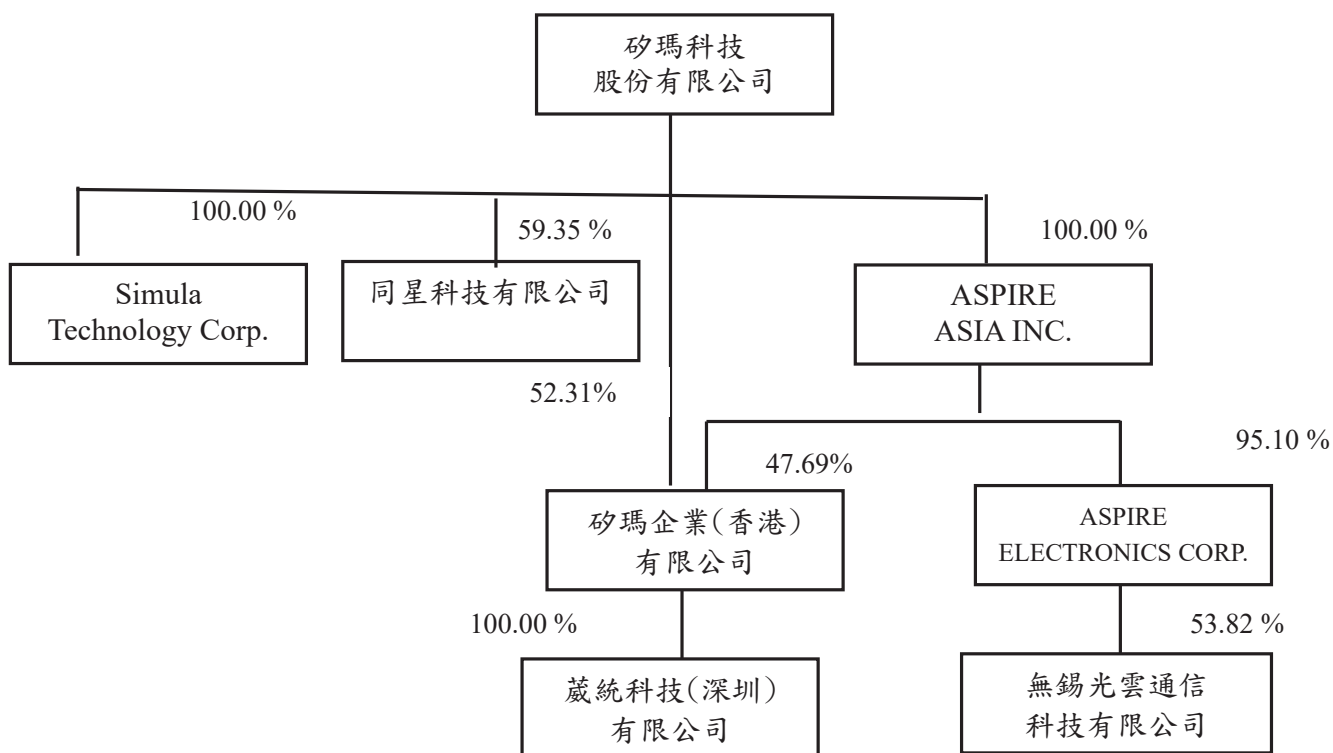 矽瑪科技
股份有限公司
100.00 %
59.35 %
100.00 %
Simula
Technology Corp.
同星科技有限公司
ASPIRE
ASIA INC.
52.31%
95.10 %
47.69%
矽瑪企業(香港)
有限公司
ASPIRE
ELECTRONICS CORP.
100.00 %
53.82 %
葳統科技(深圳)
有限公司
無錫光雲通信
科技有限公司